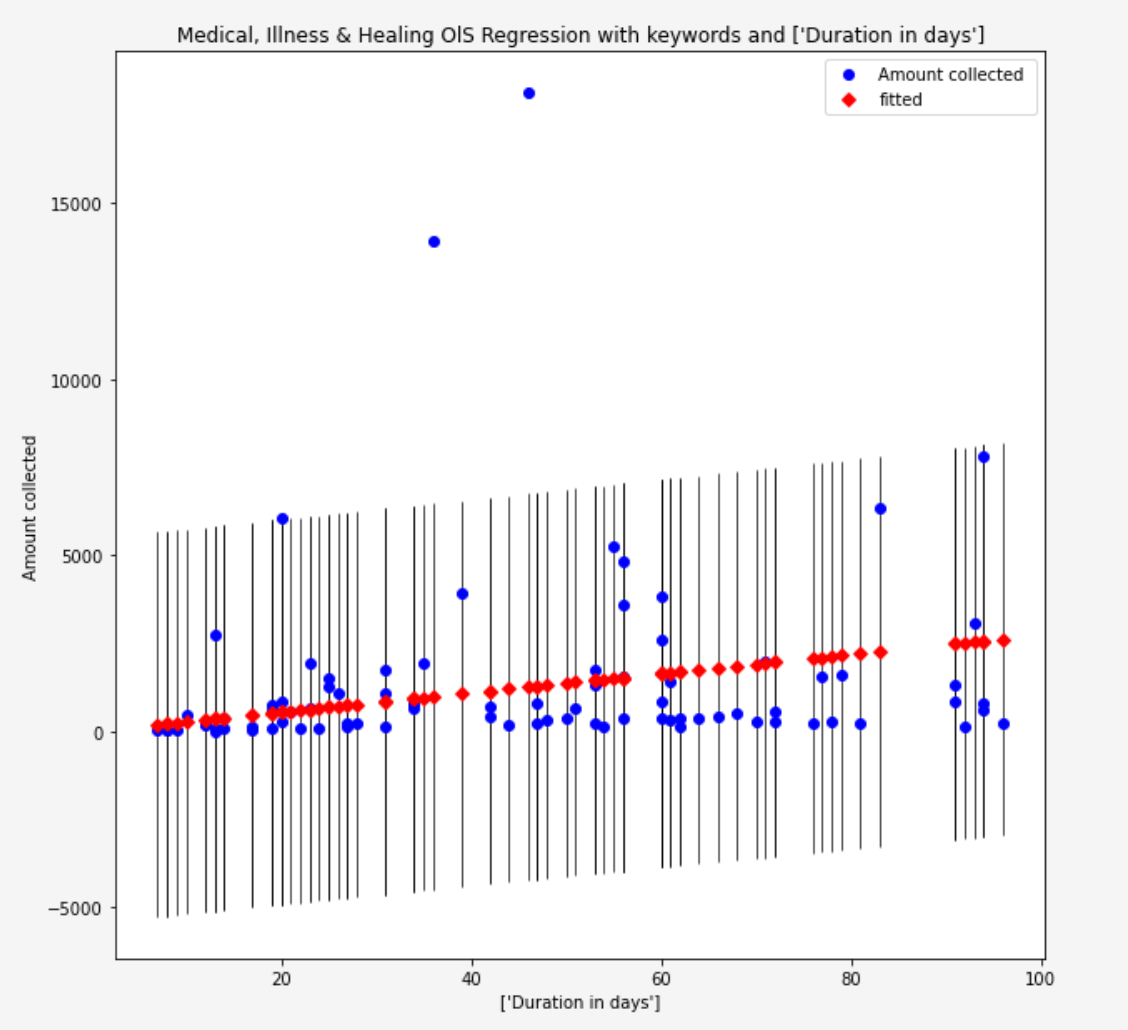 Medical, Illness & Healing OlS Regression with keywords and ['Duration in days']
Amount collected
fitted
15000
10000
5000
0
−5000
Amount collected
20
40
60
80
100
['Duration in days']